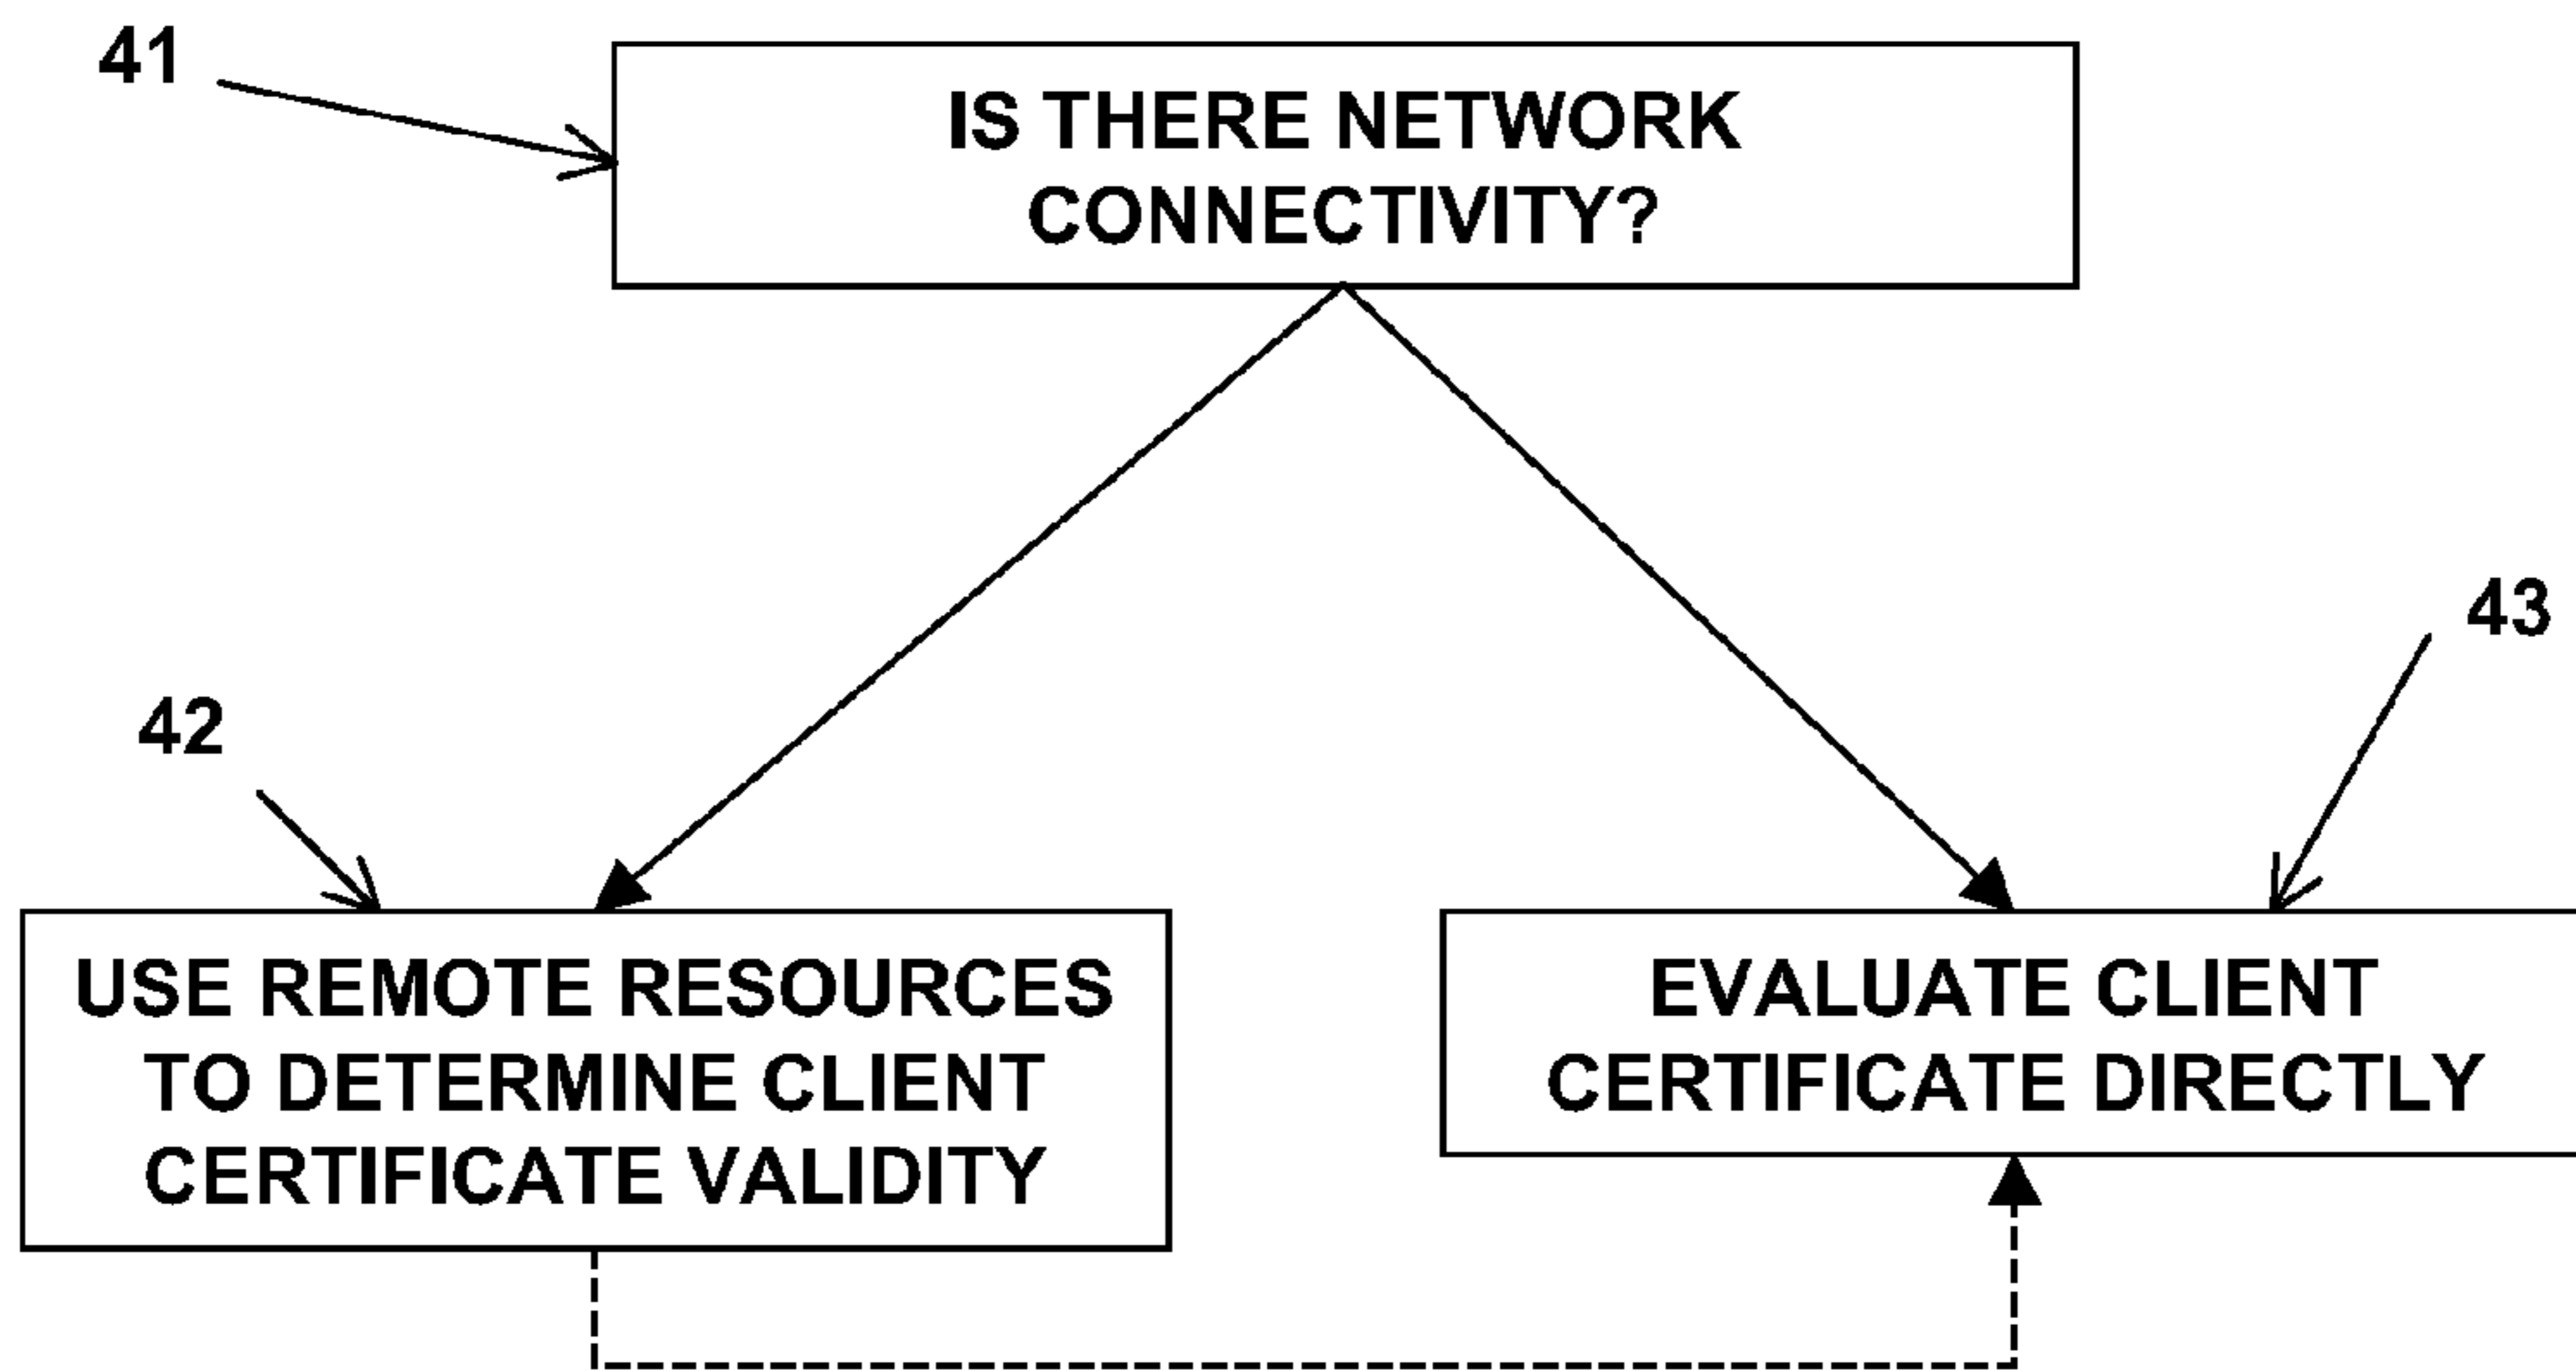 41
IS THERE NETWORK
CONNECTIVITY?
43
42
USE REMOTE RESOURCES
TO DETERMINE CLIENT
CERTIFICATE VALIDITY
EVALUATE CLIENT
CERTIFICATE DIRECTLY